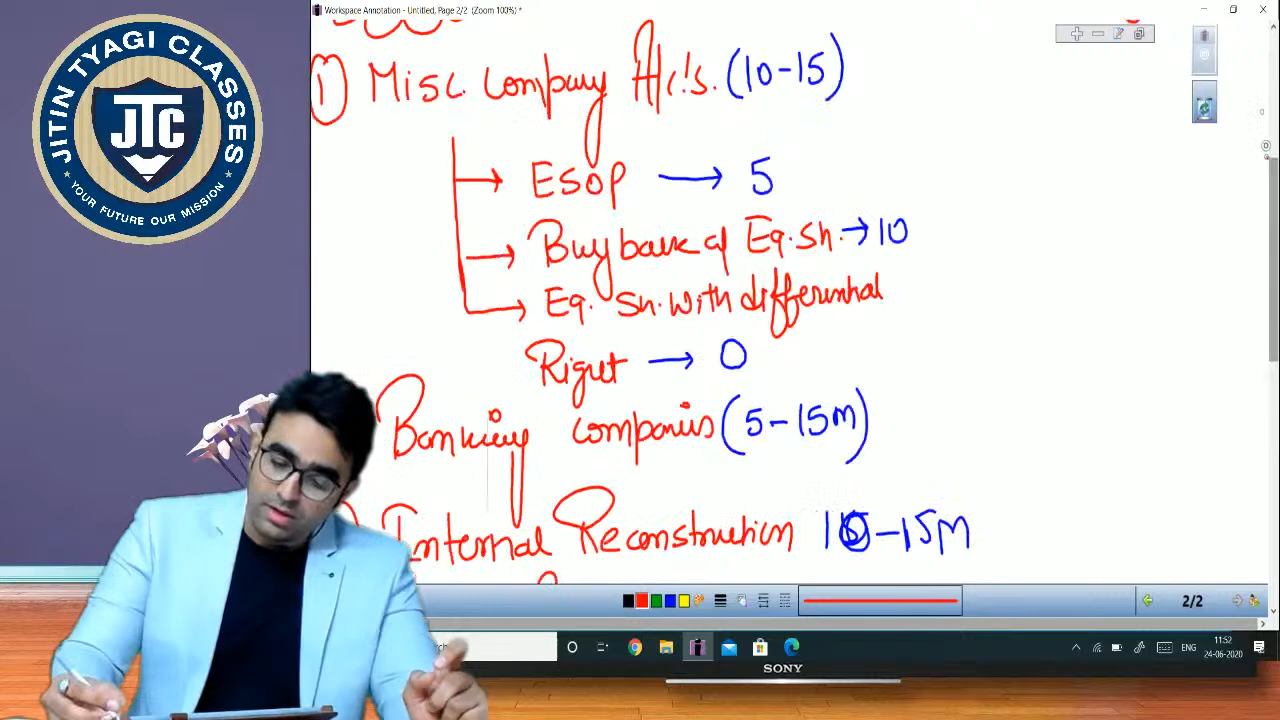 Workspace Annotation - Untitled, Page 2/2 (Zoom 100%) *
JITIN TYAGI CLASSES
JTC
YOUR FUTURE OUR MISSION
1) Misc. Company A/c's. (10-15)
ESOP → 5
Buy back of Eq. Sh. → 10
Eq. Sh. with differential
Right → 0
Banking companies (5-15M)
Internal Reconstruction 10-15M
2/2
ENG
11:52
24-06-2020
SONY